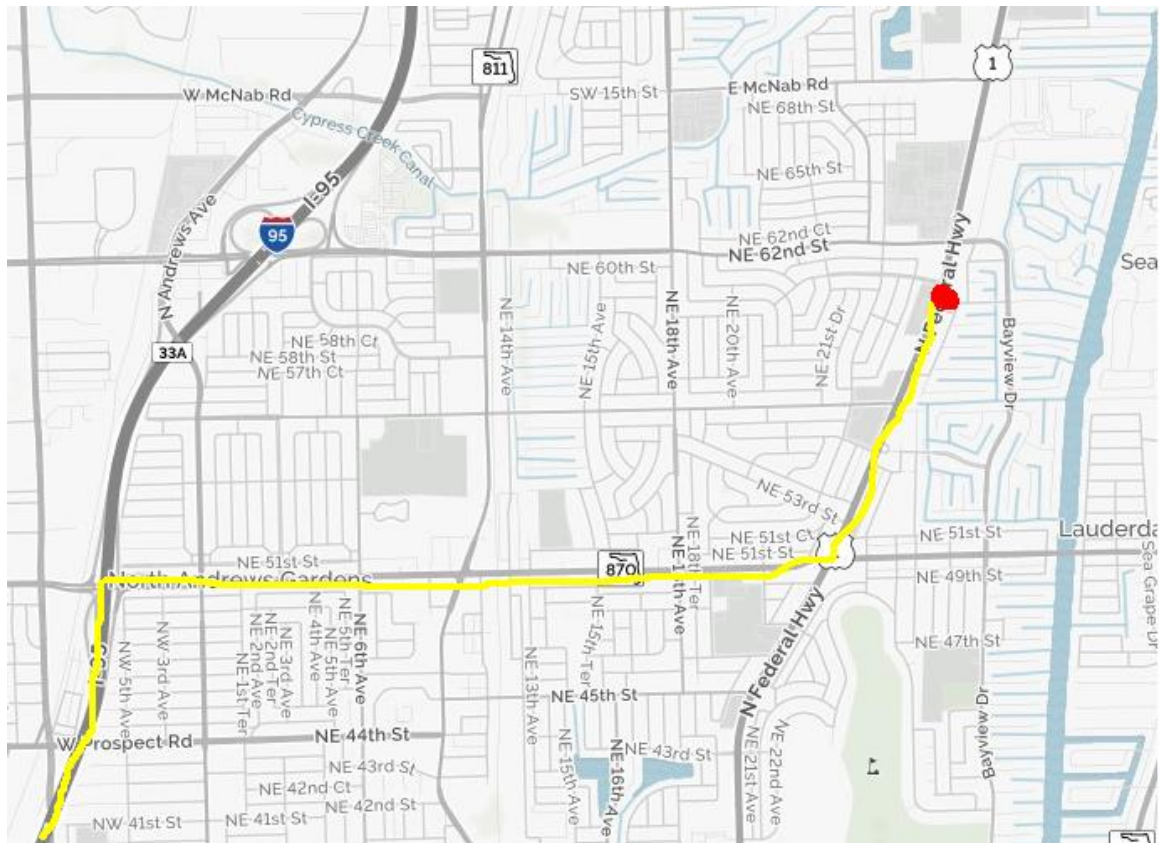 811
1
W McNab Rd
SW 15th St
E McNab Rd
NE 68th St
Cypress Creek Canal
NE 65th St
I-95
95
N Andrews Ave
NE 62nd Ct
NE 62nd St
NE 60th St
Sea
33A
NE 58th Ct
NE 58th St
NE 57th Ct
NE 14th Ave
NE 15th Ave
NE 18th Ave
NE 20th Ave
NE 21st Dr
Bayview Dr
NE 53rd St
NE 51st Ct
NE 51st St
NE 51st St
Lauderda
NE 51st St
North Andrews Gardens
870
NE 18th Ter
NE 49th St
Sea Grape Dr
N Federal Hwy
NE 47th St
NW 5th Ave
NW 3rd Ave
NE 1st Ter
NE 2nd Ave
NE 2nd Ter
NE 3rd Ave
NE 4th Ave
NE 5th Ave
NE 5th Ter
NE 6th Ave
NE 13th Ave
NE 15th Ter
NE 45th St
W Prospect Rd
NE 44th St
NE 43rd St
NE 43rd St
NE 42nd Ct
NE 42nd St
NW 41st St
NE 41st St
NE 15th Ave
NE 16th Ave
NE 21st Ave
NE 22nd Ave
Bayview Dr